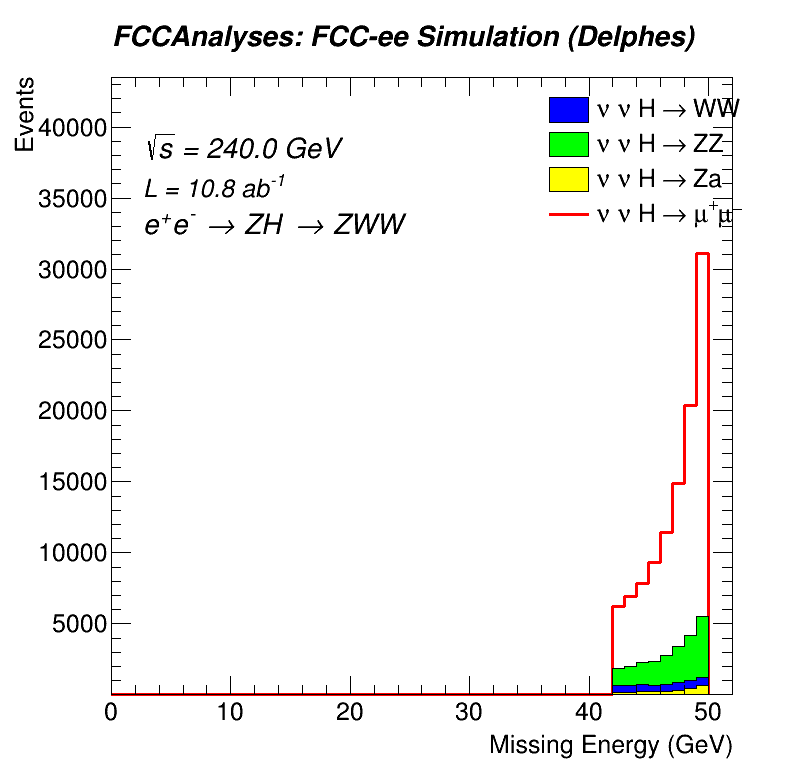 FCCAnalyses: FCC-ee Simulation (Delphes)
Events
√s = 240.0 GeV
L = 10.8 ab⁻¹
e⁺e⁻ → ZH → ZWW
ν ν H → WW
ν ν H → ZZ
ν ν H → Za
ν ν H → μ⁺μ⁻
40000
35000
30000
25000
20000
15000
10000
5000
0 10 20 30 40 50
Missing Energy (GeV)